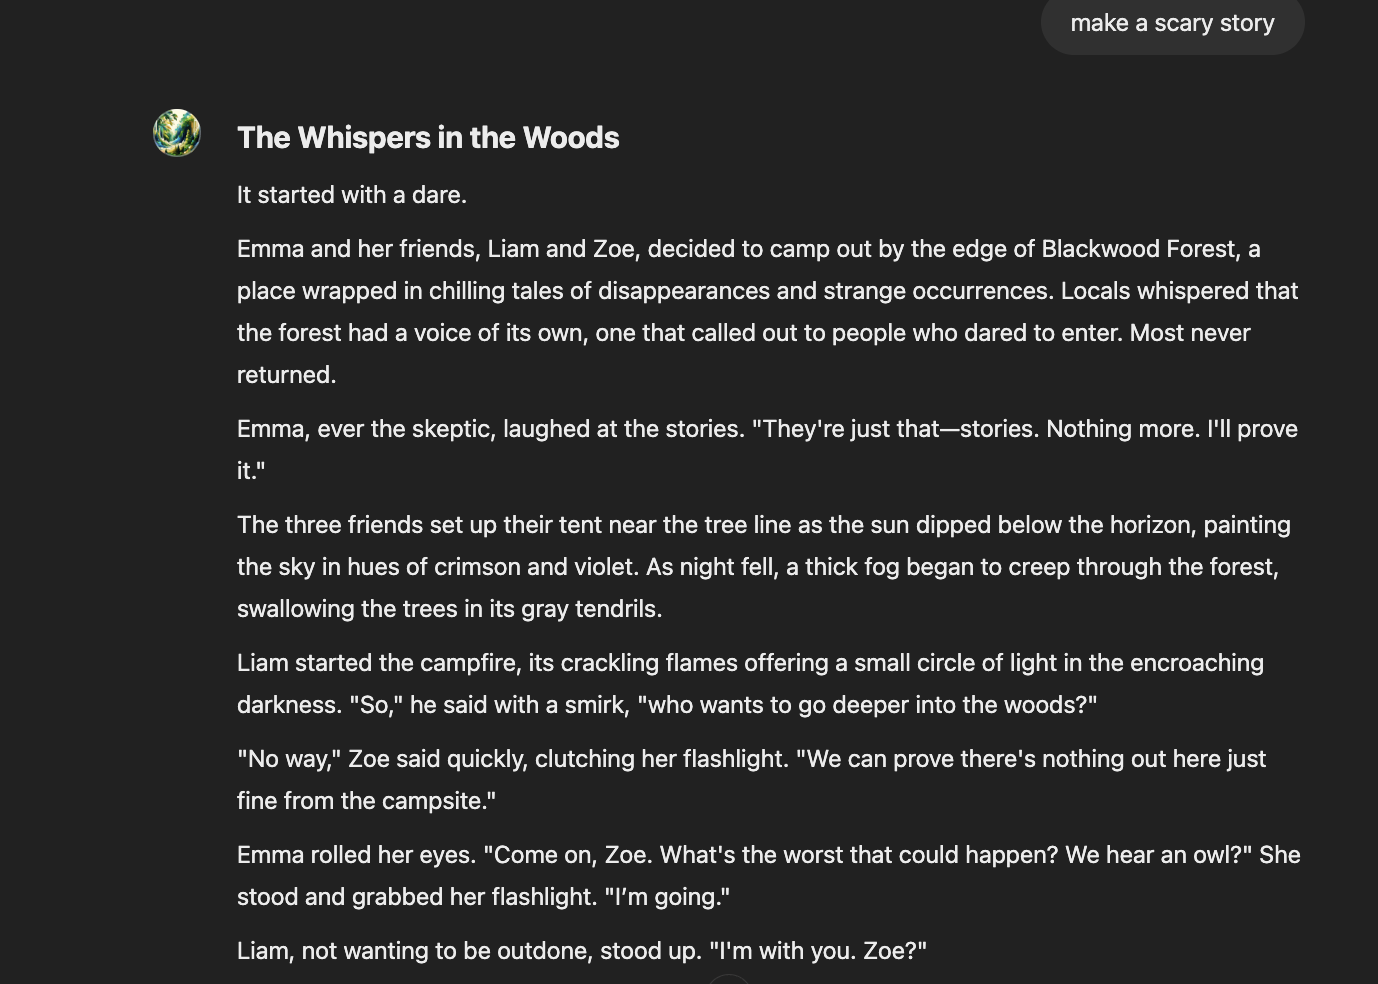 make a scary story
The Whispers in the Woods
It started with a dare.
Emma and her friends, Liam and Zoe, decided to camp out by the edge of Blackwood Forest, a
place wrapped in chilling tales of disappearances and strange occurrences. Locals whispered that
the forest had a voice of its own, one that called out to people who dared to enter. Most never
returned.
Emma, ever the skeptic, laughed at the stories. "They're just that—stories. Nothing more. I'll prove
it."
The three friends set up their tent near the tree line as the sun dipped below the horizon, painting
the sky in hues of crimson and violet. As night fell, a thick fog began to creep through the forest,
swallowing the trees in its gray tendrils.
Liam started the campfire, its crackling flames offering a small circle of light in the encroaching
darkness. "So," he said with a smirk, "who wants to go deeper into the woods?"
"No way," Zoe said quickly, clutching her flashlight. "We can prove there's nothing out here just
fine from the campsite."
Emma rolled her eyes. "Come on, Zoe. What's the worst that could happen? We hear an owl?" She
stood and grabbed her flashlight. "I’m going."
Liam, not wanting to be outdone, stood up. "I'm with you. Zoe?"